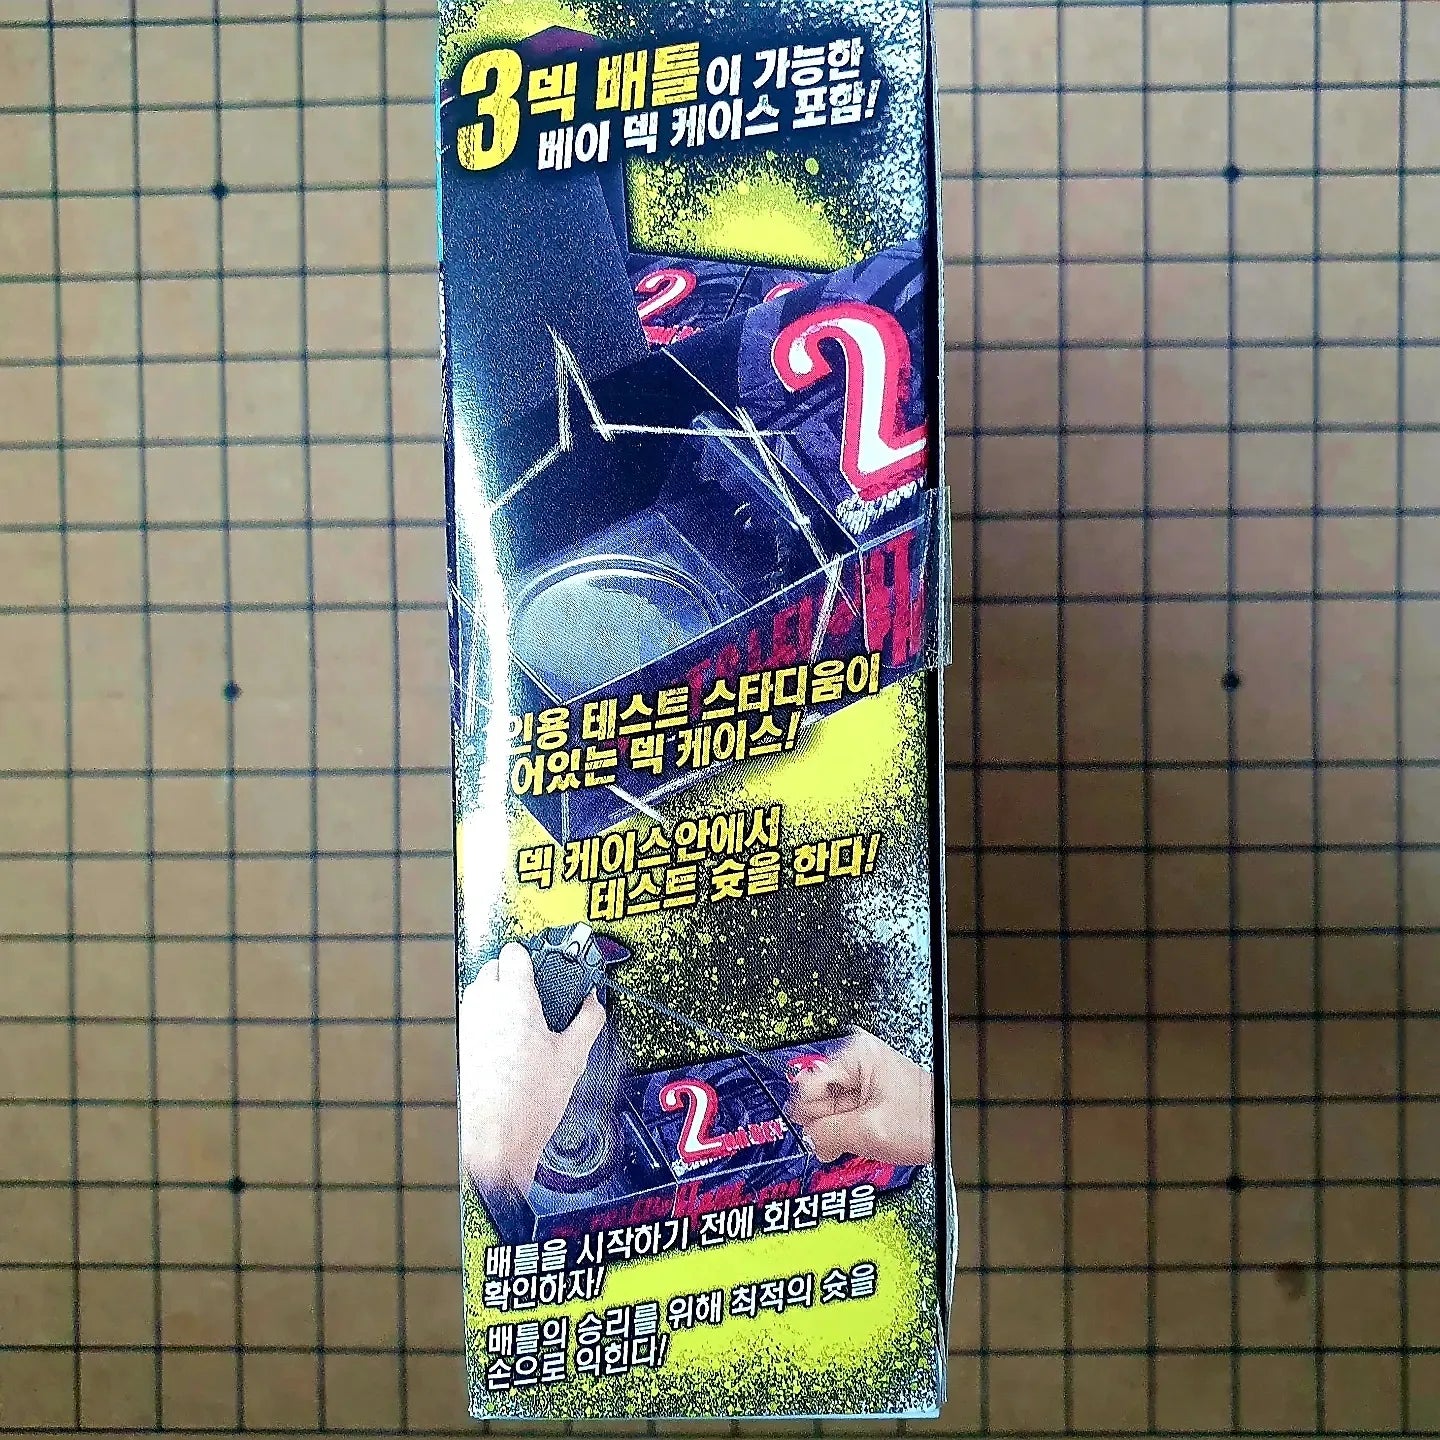 3덱 배틀이 가능한
베이 덱 케이스 포함!
2
2
인용 테스트 스타디움이
어있는 덱 케이스!
덱 케이스안에서
테스트 슛을 한다!
2
배틀을 시작하기 전에 회전력을
확인하자!
배틀의 승리를 위해 최적의 슛을
손으로 익힌다!